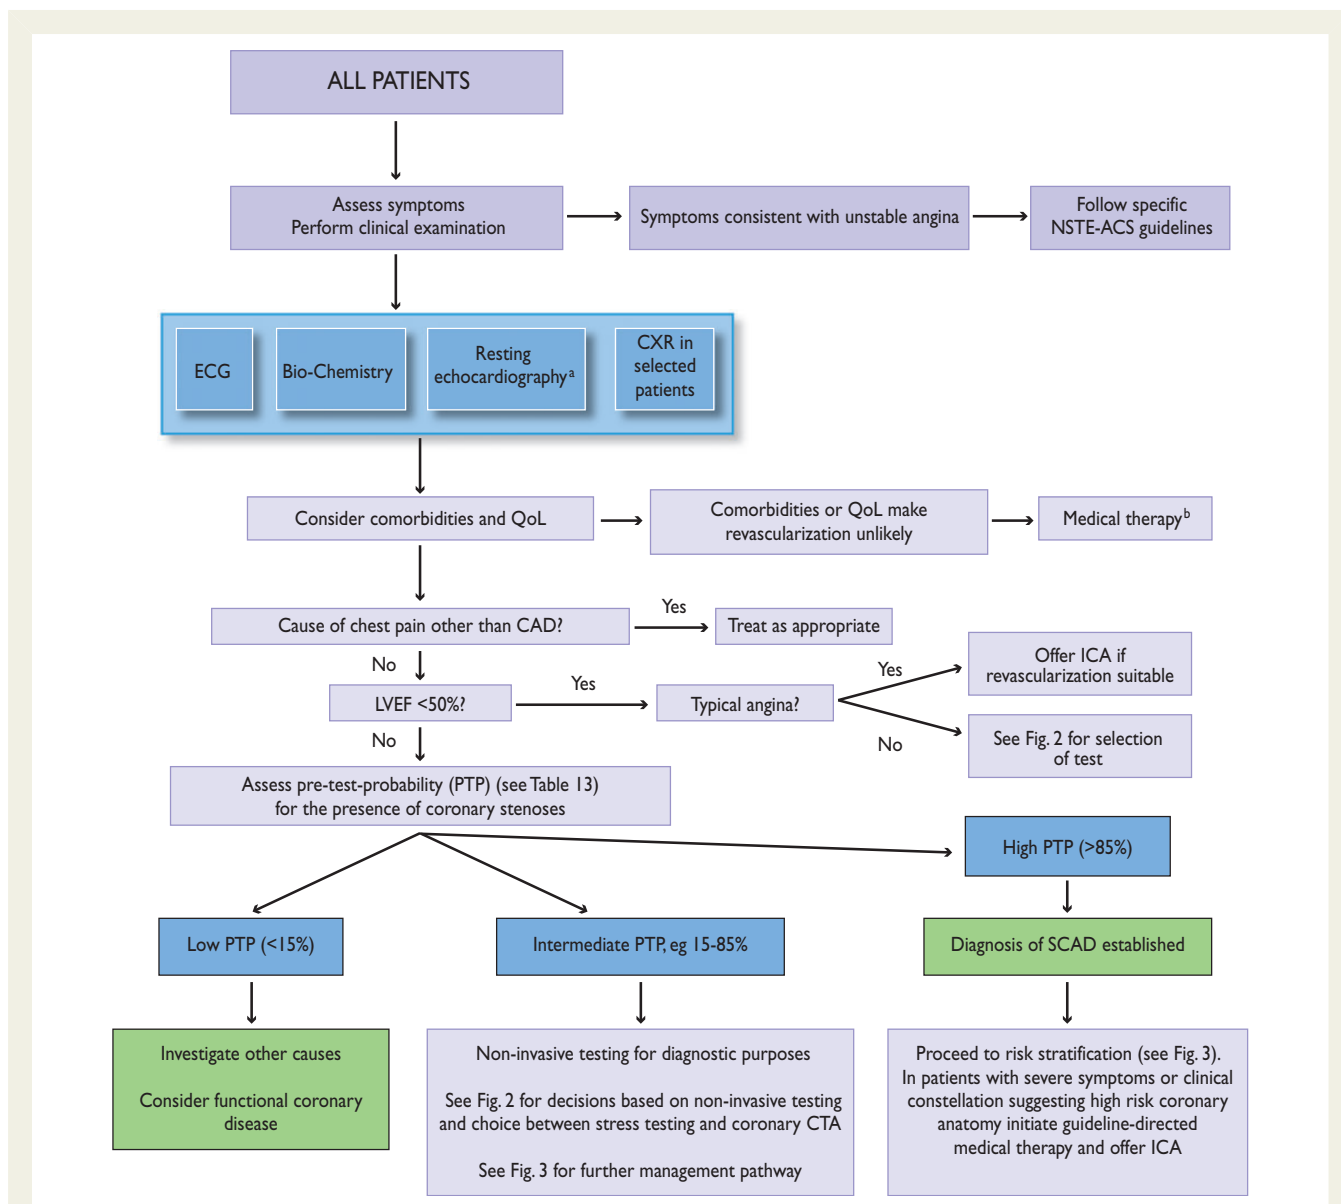 ALL PATIENTS
Assess symptoms
Perform clinical examination
Symptoms consistent with unstable angina
Follow specific
NSTE-ACS guidelines
ECG
Bio-Chemistry
Resting
echocardiography a
CXR in
selected
patients
Consider comorbidities and QoL
Comorbidities or QoL make
revascularization unlikely
Medical therapy b
Cause of chest pain other than CAD?
Yes
Treat as appropriate
No
LVEF <50%?
Yes
Typical angina?
Yes
Offer ICA if
revascularization suitable
No
See Fig. 2 for selection
of test
No
Assess pre-test-probability (PTP) (see Table 13)
for the presence of coronary stenoses
High PTP (>85%)
Low PTP (<15%)
Intermediate PTP, eg 15-85%
Diagnosis of SCAD established
Investigate other causes
Consider functional coronary
disease
Non-invasive testing for diagnostic purposes
See Fig. 2 for decisions based on non-invasive testing
and choice between stress testing and coronary CTA
See Fig. 3 for further management pathway
Proceed to risk stratification (see Fig. 3).
In patients with severe symptoms or clinical
constellation suggesting high risk coronary
anatomy initiate guideline-directed
medical therapy and offer ICA